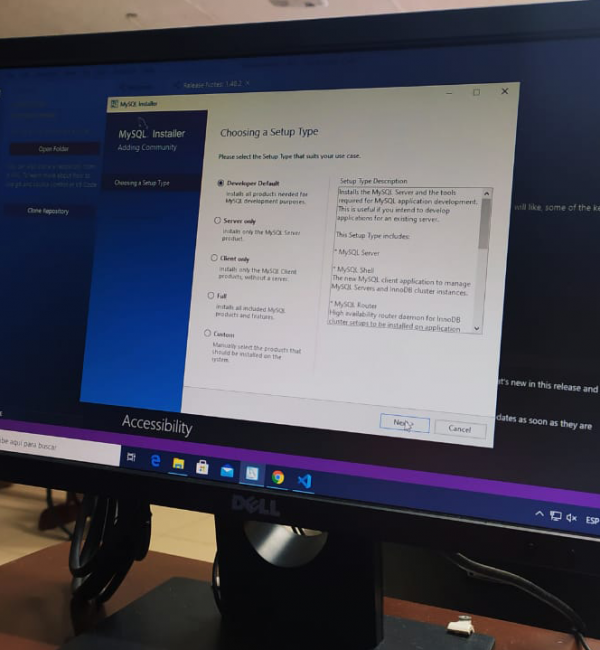 Release Notes: 1.48.2
MySQL Installer
Open Folder
Clone Repository
MySQL. Installer
Adding Community
Choosing a Setup Type
Choosing a Setup Type
Please select the Setup Type that suits your use case.
Developer Default
Installs all products needed for
MySQL development purposes.
Server only
Installs only the MySQL Server
product.
Client only
Installs only the MySQL Client
products, without a server.
Full
Installs all included MySQL
products and features.
Custom
Manually select the products that
should be installed on the
system.
Setup Type Description
Installs the MySQL Server and the tools
required for MySQL application development.
This is useful if you intend to develop
applications for an existing server.
This Setup Type includes:
* MySQL Server
* MySQL Shell
The new MySQL client application to manage
MySQL Servers and InnoDB cluster instances.
* MySQL Router
High availability router daemon for InnoDB
cluster setups to be installed on application
Next
Cancel
will like, some of the ke
t's new in this release and
dates as soon as they are
Accessibility
be aquí para buscar
ESP
DELL